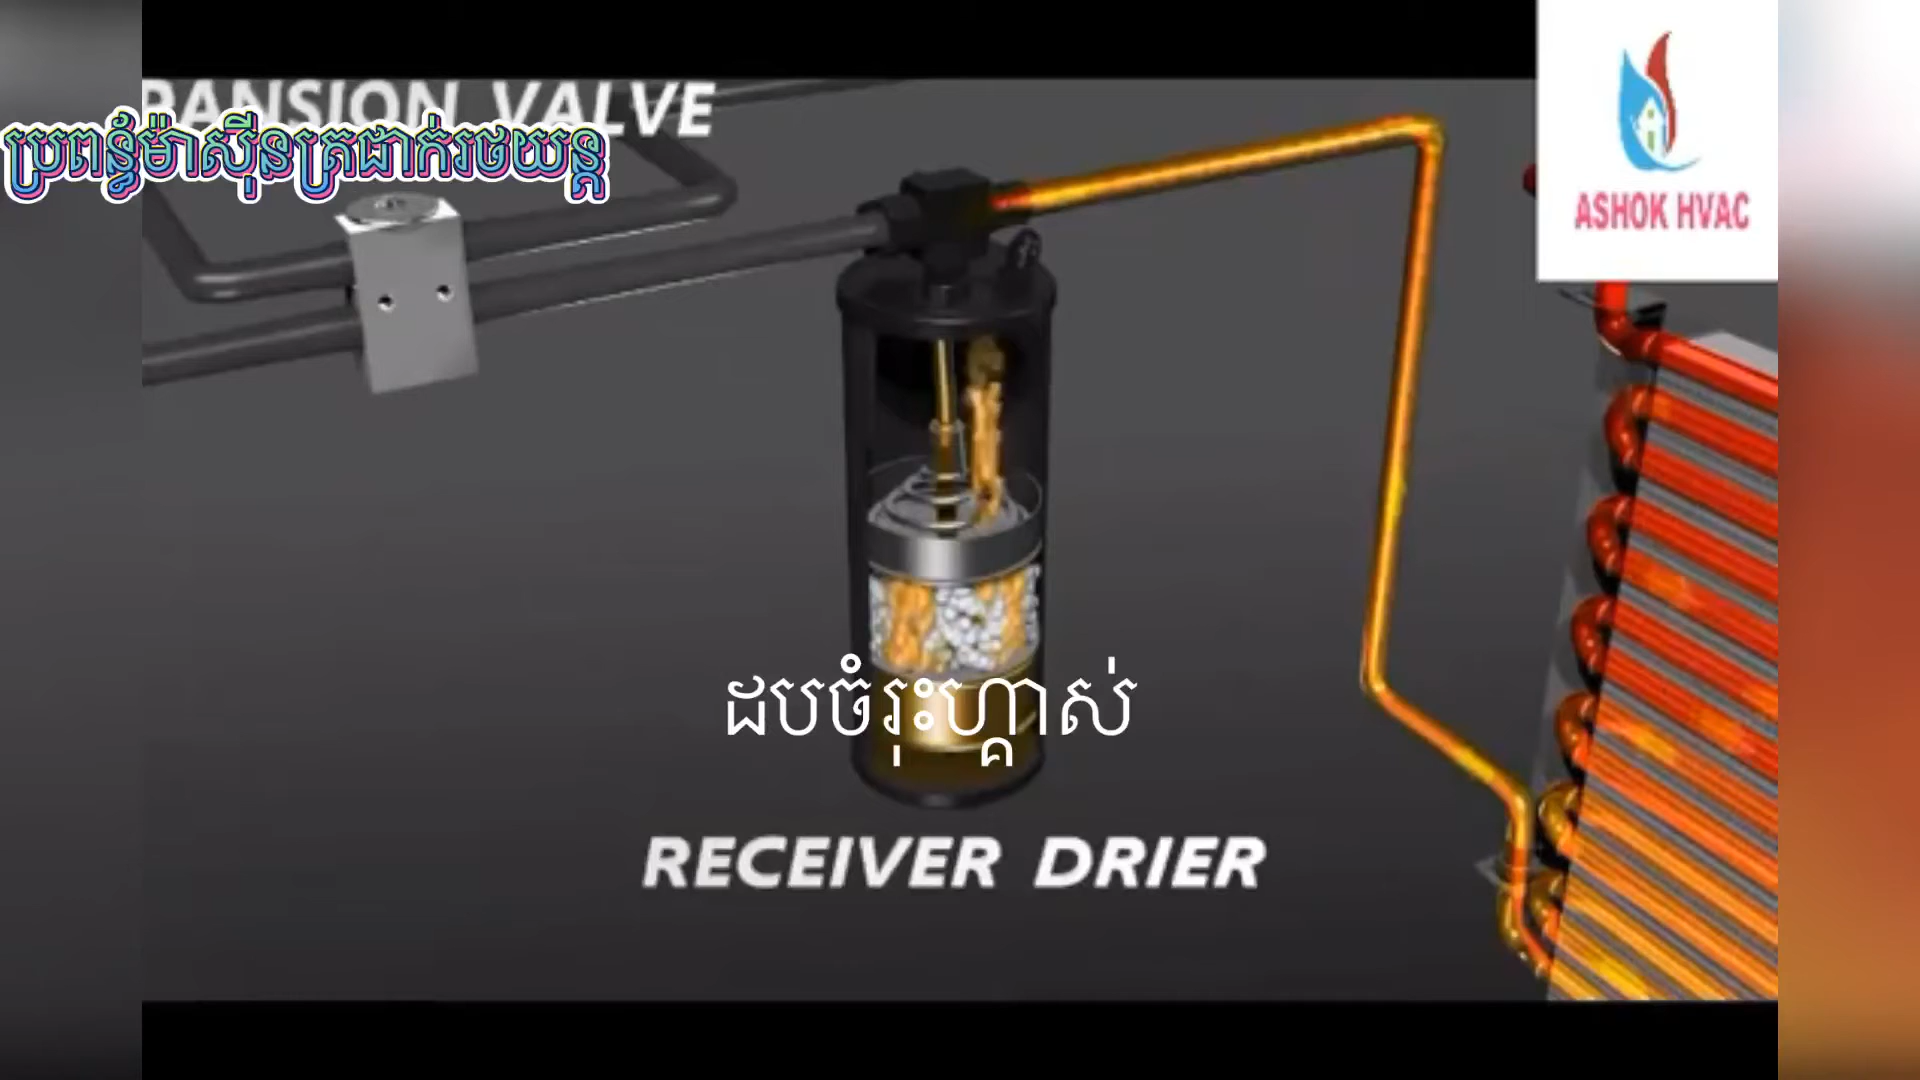 PANSION VALVE
ប្រពន្ធ័ម៉ាស៊ីនត្រជាក់រថយន្ត
ASHOK HVAC
ដបចំរុះហ្គាស់
RECEIVER DRIER